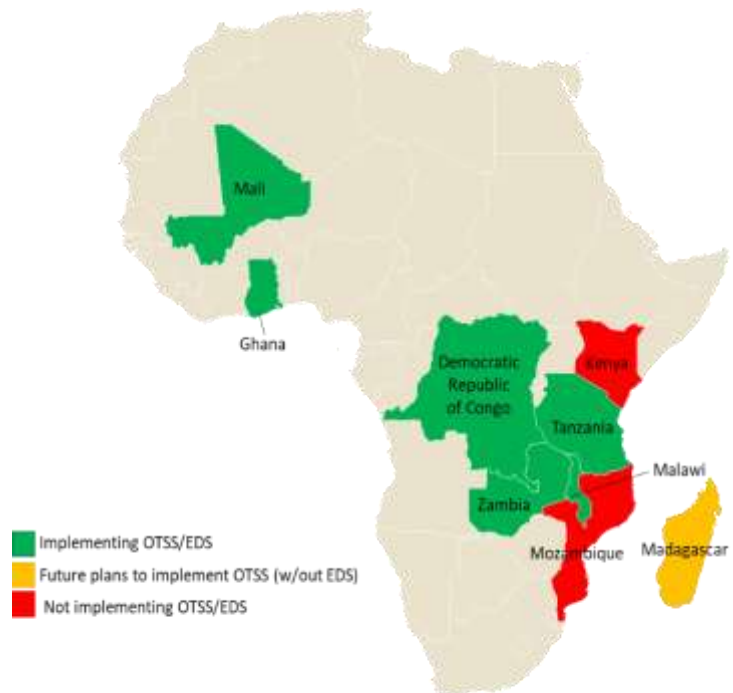 Mali
Ghana
Democratic
Republic
of Congo
Kenya
Tanzania
Malawi
Zambia
Mozambique
Madagascar
Implementing OTSS/EDS
Future plans to implement OTSS (w/out EDS)
Not implementing OTSS/EDS